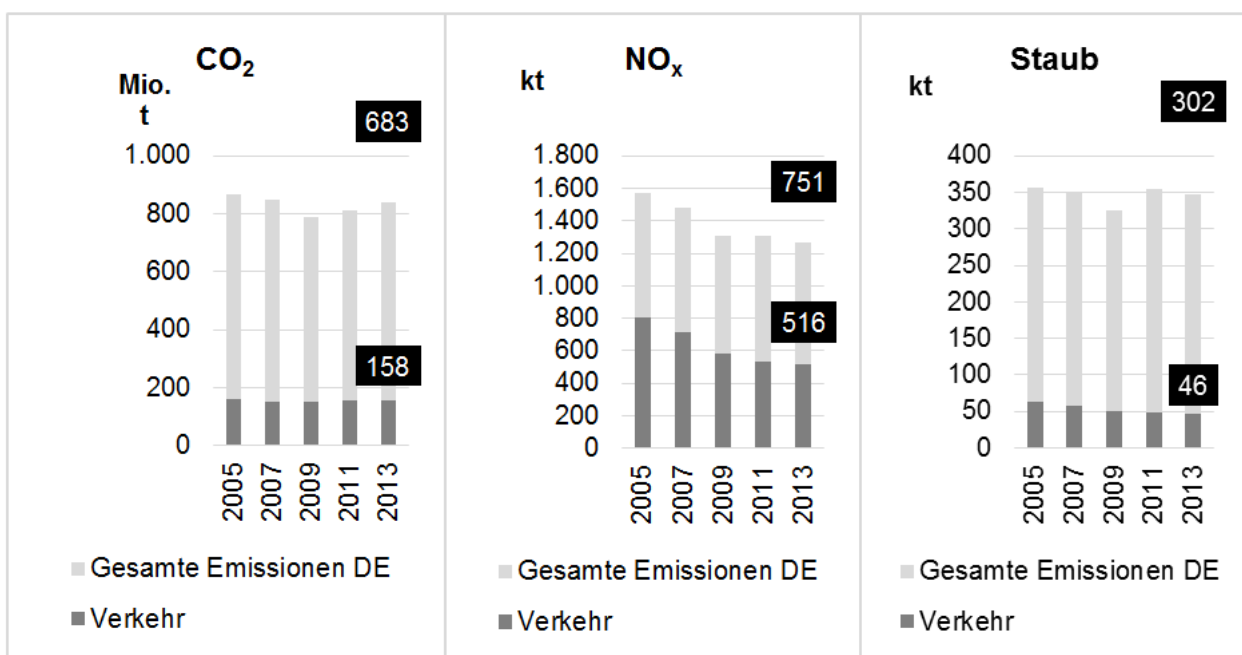 CO₂
Mio.
t
683
1.000
800
600
400
158
200
0
2005 2007 2009 2011 2013
Gesamte Emissionen DE
Verkehr
NOₓ
kt
1.800
751
1.600
1.400
1.200
1.000
516
800
600
400
200
0
2005 2007 2009 2011 2013
Gesamte Emissionen DE
Verkehr
Staub
kt
302
400
350
300
250
200
150
100
46
50
0
2005 2007 2009 2011 2013
Gesamte Emissionen DE
Verkehr